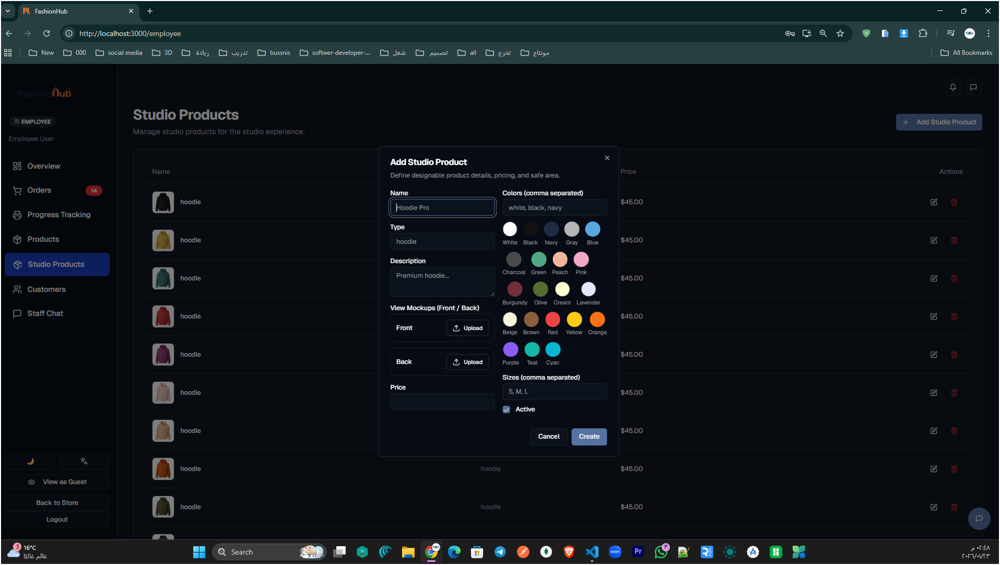 FashionHub
http://localhost:3000/employee
New
000
social media
3D
ريادة
تدريب
bussnis
softwer-developer-...
شغل
تصميم
all
تخرج
مونتاج
All Bookmarks
FashionHub
EMPLOYEE
Employee User
Overview
Orders
14
Progress Tracking
Products
Studio Products
Customers
Staff Chat
View as Guest
Back to Store
Logout
Studio Products
Manage studio products for the studio experience.
+ Add Studio Product
Name
Price
Actions
hoodie
$45.00
hoodie
$45.00
hoodie
$45.00
hoodie
$45.00
hoodie
$45.00
hoodie
$45.00
hoodie
$45.00
hoodie
hoodie
$45.00
hoodie
hoodie
$45.00
Add Studio Product
Define designable product details, pricing, and safe area.
Name
Hoodie Pro
Type
hoodie
Description
Premium hoodie...
View Mockups (Front / Back)
Front
Upload
Back
Upload
Price
Colors (comma separated)
white, black, navy
White
Black
Navy
Gray
Blue
Charcoal
Green
Peach
Pink
Burgundy
Olive
Cream
Lavender
Beige
Brown
Red
Yellow
Orange
Purple
Teal
Cyan
Sizes (comma separated)
S, M, L
Active
Cancel
Create
3
16°C
غائم غالبًا
Search
zoom
Pr
٣
٠٢:٤٨ م
٢٠٢٦/٠١/٢٣